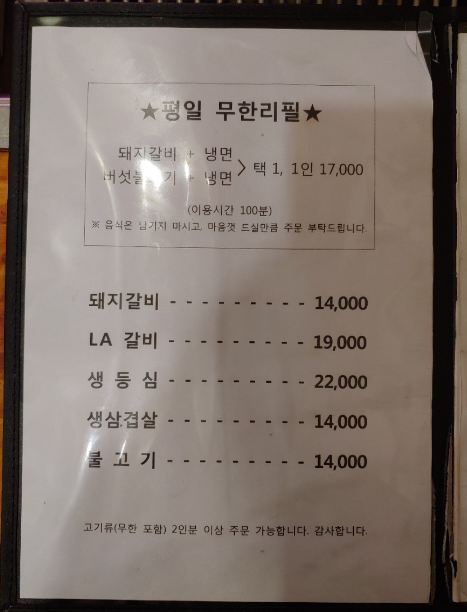 ★평일 무한리필★
돼지갈비 + 냉면
버섯불고기 + 냉면
> 택 1, 1인 17,000
(이용시간 100분)
※ 음식은 남기지 마시고, 마음껏 드실만큼 주문 부탁드립니다.
돼지갈비 - - - - - - - - - 14,000
LA 갈비 - - - - - - - - - 19,000
생 등 심 - - - - - - - - - 22,000
생삼겹살 - - - - - - - - - 14,000
불 고 기 - - - - - - - - - 14,000
고기류(무한 포함) 2인분 이상 주문 가능합니다. 감사합니다.